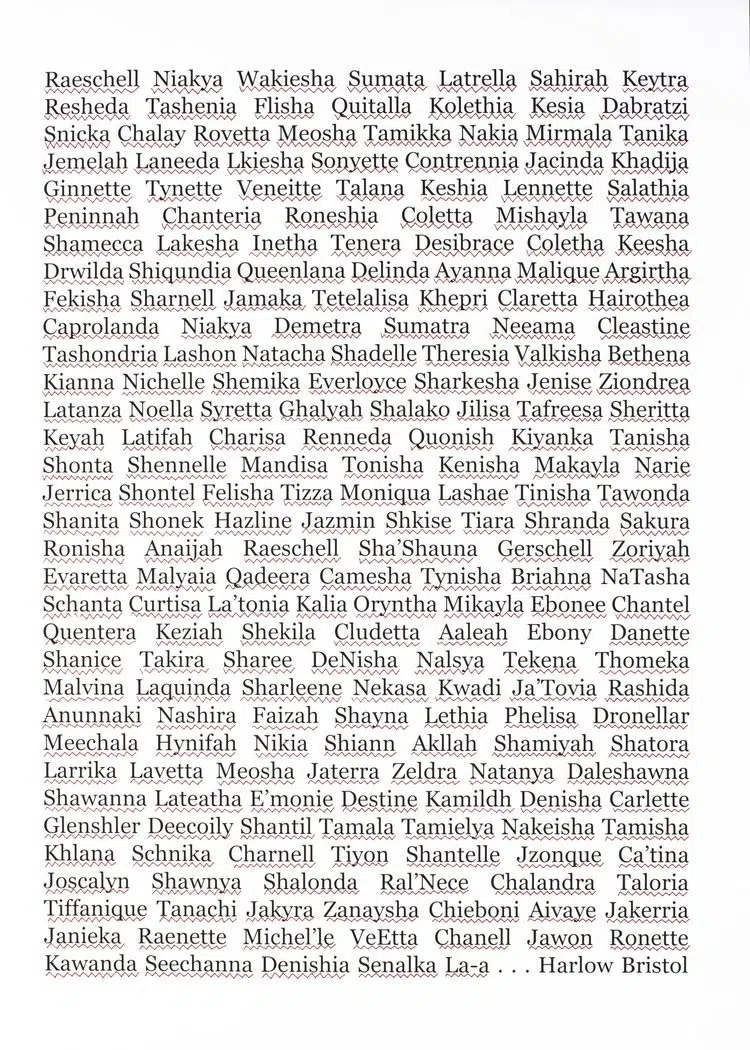 Raeschell Niakya Wakiesha Sumata Latrella Sahirah Keytra
Resheda Tashenia Flisha Quitalla Kolethia Kesia Dabratzi
Snicka Chalay Rovetta Meosha Tamikka Nakia Mirmala Tanika
Jemelah Laneeda Lkiesha Sonyette Contrennia Jacinda Khadija
Ginnette Tynette Veneitte Talana Keshia Lennette Salathia
Peninnah Chanteria Roneshia Coletta Mishayla Tawana
Shamecca Lakesha Inetha Tenera Desibrace Coletha Keesha
Drwilda Shiqundia Queenlana Delinda Ayanna Malique Argirtha
Fekisha Sharnell Jamaka Tetelalisa Khepri Claretta Hairothea
Caprolanda Niakya Demetra Sumatra Neeama Cleastine
Tashondria Lashon Natacha Shadelle Theresia Valkisha Bethena
Kianna Nichelle Shemika Everloyce Sharkesha Jenise Ziondrea
Latanza Noella Syretta Ghalyah Shalako Jilisa Tafreesa Sheritta
Keyah Latifah Charisa Renneda Quonish Kiyanka Tanisha
Shonta Shennelle Mandisa Tonisha Kenisha Makayla Narie
Jerrica Shontel Felisha Tizza Moniqua Lashae Tinisha Tawonda
Shanita Shonek Hazline Jazmin Shkise Tiara Shranda Sakura
Ronisha Anaijah Raeschell Sha’Shauna Gerschell Zoriyah
Evaretta Malyaia Qadeera Camesha Tynisha Briahna NaTasha
Schanta Curtisa La’tonia Kalia Oryntha Mikayla Ebonee Chantel
Quentera Keziah Shekila Cludetta Aaleah Ebony Danette
Shanice Takira Sharee DeNisha Nalsya Tekena Thomeka
Malvina Laquinda Sharleene Nekasa Kwadi Ja’Tovia Rashida
Anunnaki Nashira Faizah Shayna Lethia Phelisa Dronellar
Meechala Hynifah Nikia Shiann Akllah Shamiyah Shatora
Larrika Lavetta Meosha Jaterra Zeldra Natanya Daleshawna
Shawanna Lateatha E’monie Destine Kamildh Denisha Carlette
Glenshler Deecoily Shantil Tamala Tamielya Nakeisha Tamisha
Khlana Schnika Charnell Tiyon Shantelle Jzonque Ca’tina
Joscalyn Shawnya Shalonda Ral’Nece Chalandra Taloria
Tiffanique Tanachi Jakyra Zanaysha Chieboni Aivaye Jakerria
Janieka Raenette Michel’le VeEtta Chanell Jawon Ronette
Kawanda Seechanna Denishia Senalka La-a . . . Harlow Bristol